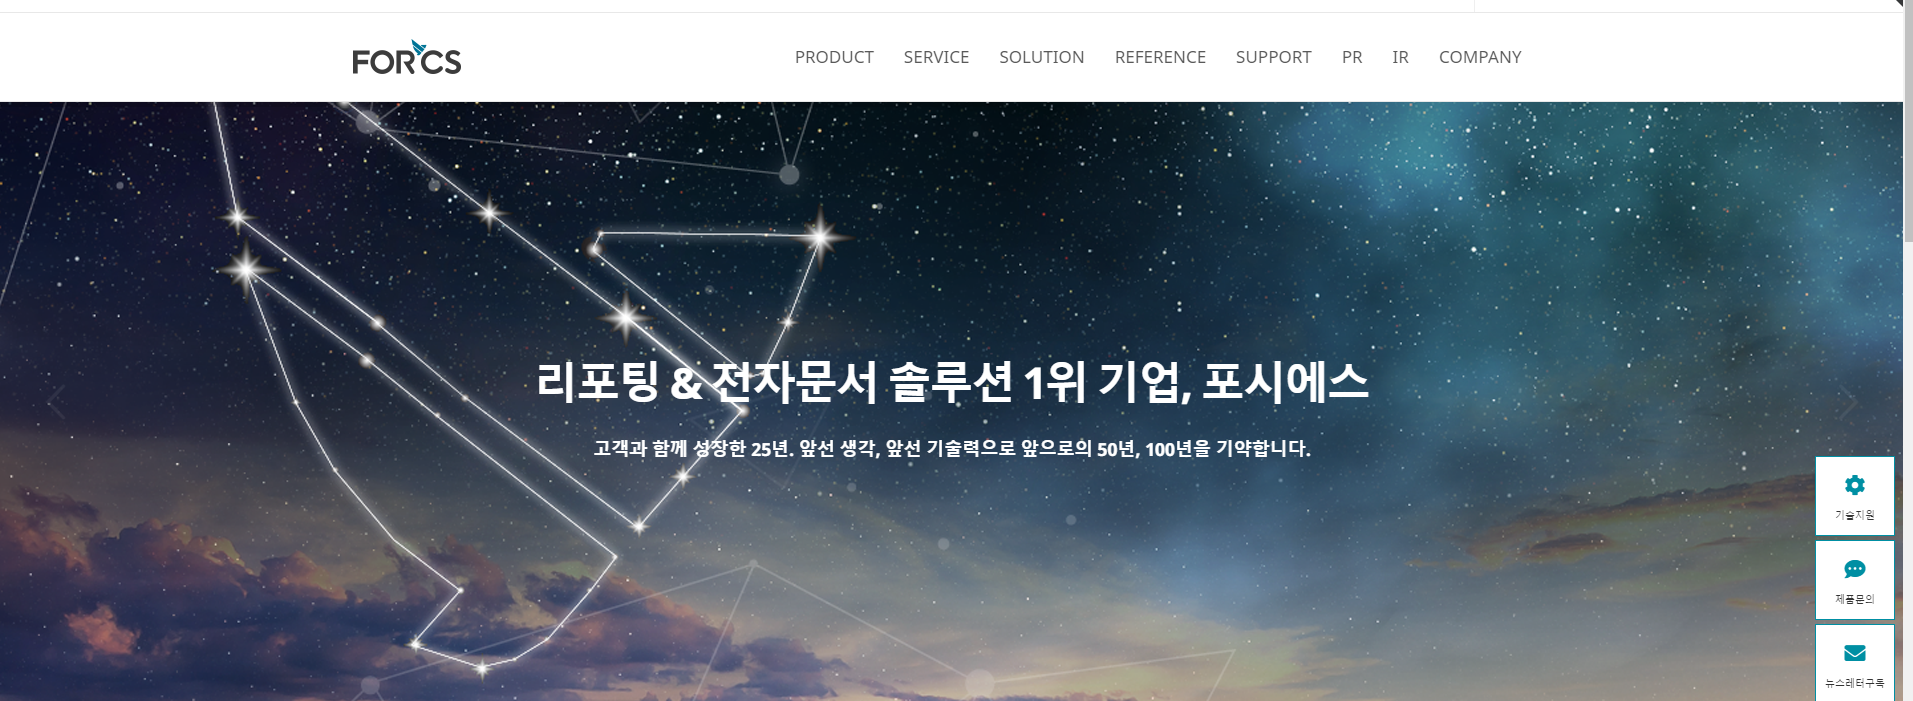 FORCS
PRODUCT SERVICE SOLUTION REFERENCE SUPPORT PR IR COMPANY
리포팅 & 전자문서 솔루션 1위 기업, 포시에스
고객과 함께 성장한 25년. 앞선 생각, 앞선 기술력으로 앞으로의 50년, 100년을 기약합니다.
기술지원
제품문의
뉴스레터구독